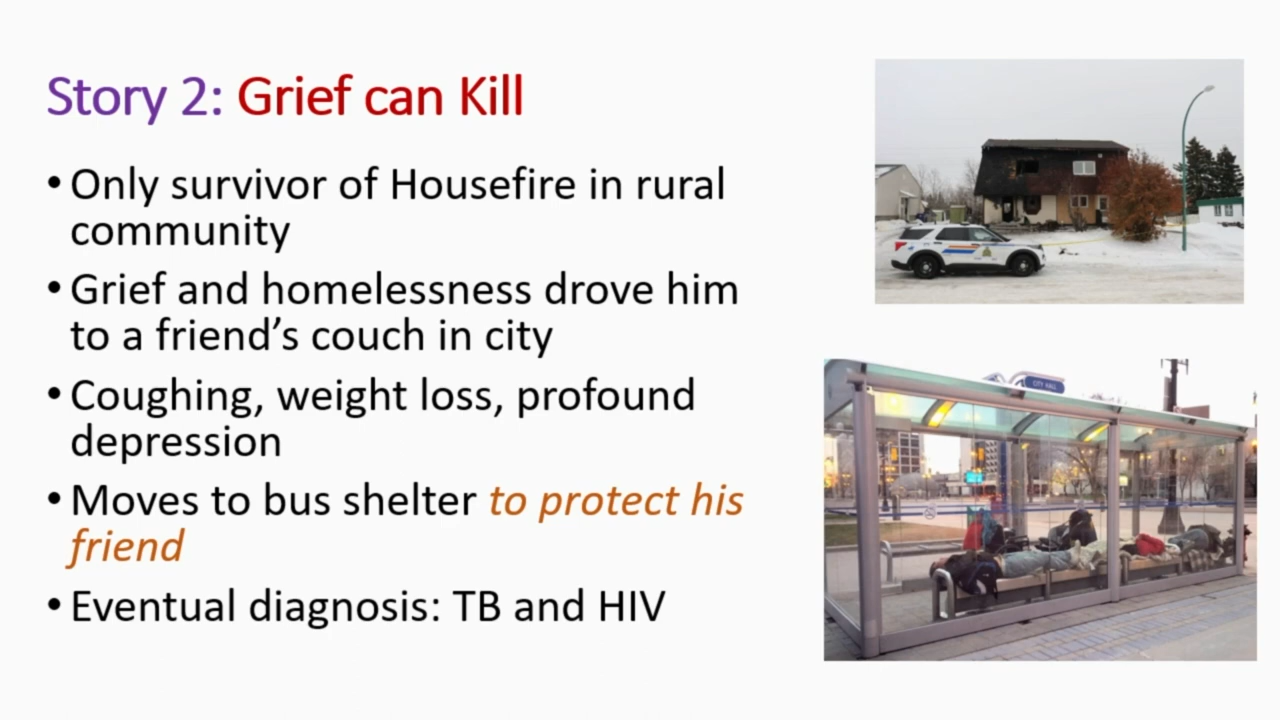 Story 2: Grief can Kill
• Only survivor of Housefire in rural
community
• Grief and homelessness drove him
to a friend’s couch in city
• Coughing, weight loss, profound
depression
• Moves to bus shelter to protect his
friend
• Eventual diagnosis: TB and HIV
CITY HALL